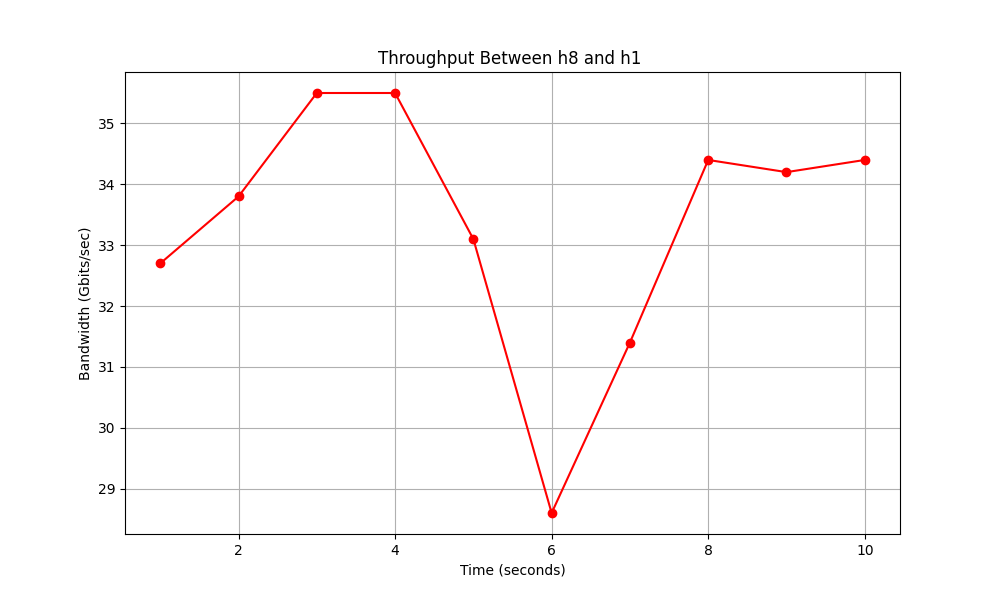 Throughput Between h8 and h1
35
34
33
32
31
30
29
Bandwidth (Gbits/sec)
2 4 6 8 10
Time (seconds)